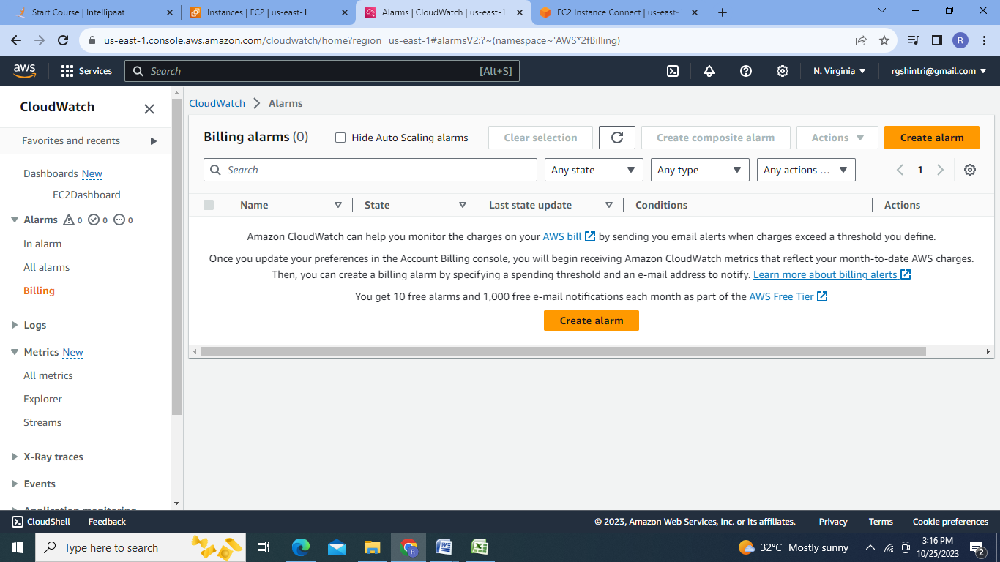 Start Course | Intellipaat
Instances | EC2 | us-east-1
Alarms | CloudWatch | us-east-1
EC2 Instance Connect | us-east-
us-east-1.console.aws.amazon.com/cloudwatch/home?region=us-east-1#alarmsV2:?~(namespace~'AWS*2fBilling)
R
aws
Services
Search
[Alt+S]
N. Virginia
rgshintri@gmail.com
CloudWatch
Favorites and recents
Dashboards New
EC2Dashboard
Alarms 0 0 0
In alarm
All alarms
Billing
Logs
Metrics New
All metrics
Explorer
Streams
X-Ray traces
Events
Application monitoring
CloudWatch
Alarms
Billing alarms (0)
Hide Auto Scaling alarms
Clear selection
Create composite alarm
Actions
Create alarm
Search
Any state
Any type
Any actions ...
1
Name
State
Last state update
Conditions
Actions
Amazon CloudWatch can help you monitor the charges on your AWS bill by sending you email alerts when charges exceed a threshold you define.
Once you update your preferences in the Account Billing console, you will begin receiving Amazon CloudWatch metrics that reflect your month-to-date AWS charges.
Then, you can create a billing alarm by specifying a spending threshold and an e-mail address to notify. Learn more about billing alerts
You get 10 free alarms and 1,000 free e-mail notifications each month as part of the AWS Free Tier
Create alarm
CloudShell
Feedback
© 2023, Amazon Web Services, Inc. or its affiliates.
Privacy
Terms
Cookie preferences
Type here to search
R
32°C Mostly sunny
3:16 PM
10/25/2023
2